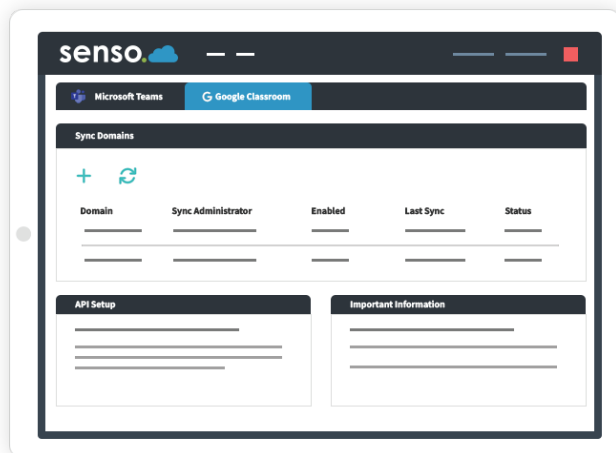 senso.
Microsoft Teams Google Classroom
Sync Domains
Domain Sync Administrator Enabled Last Sync Status
API Setup Important Information